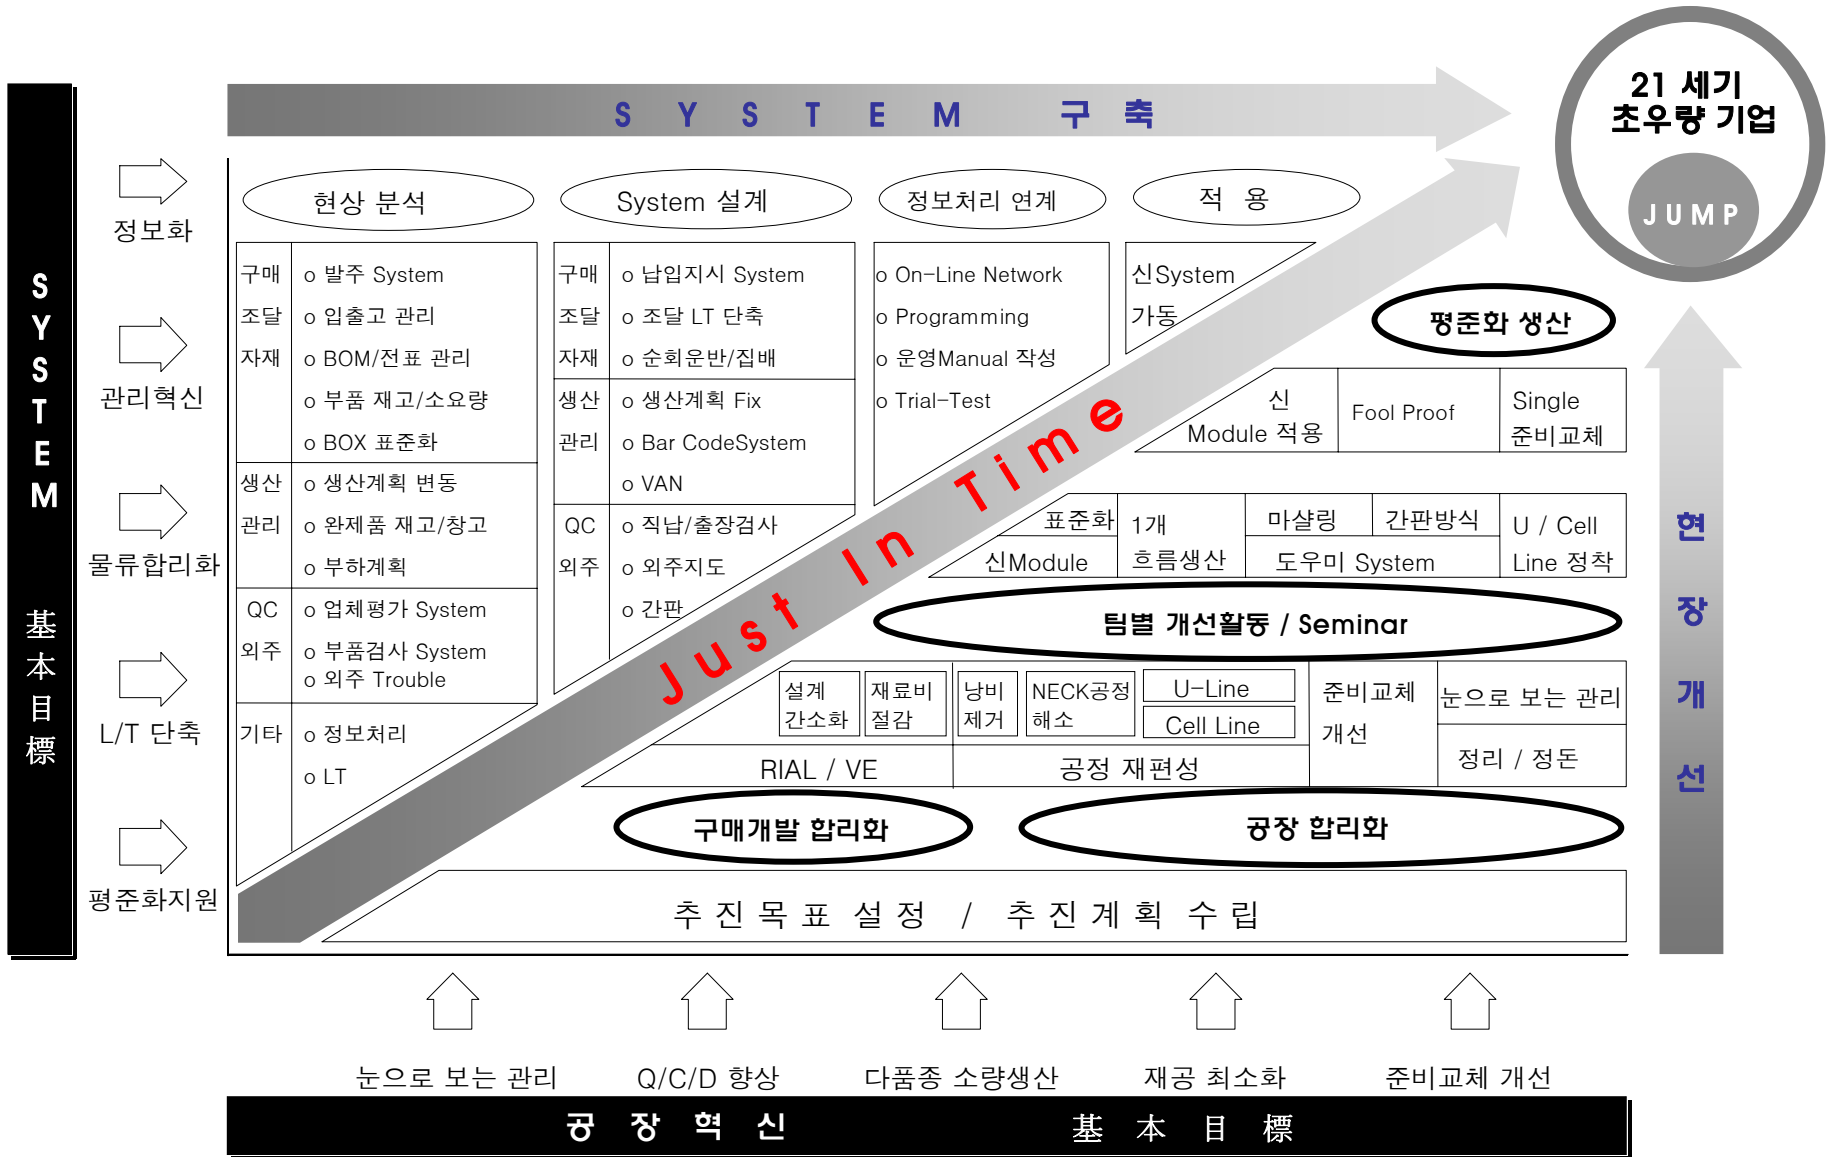 21 세기
초우량 기업
JUMP
SYSTEM 구축
SYSTEM 基本目標
정보화
관리혁신
물류합리화
L/T 단축
평준화지원
현상 분석
구매
조달
자재
o 발주 System
o 입출고 관리
o BOM/전표 관리
o 부품 재고/소요량
o BOX 표준화
생산
관리
o 생산계획 변동
o 완제품 재고/창고
o 부하계획
QC
외주
o 업체평가 System
o 부품검사 System
o 외주 Trouble
기타
o 정보처리
o LT
System 설계
구매
조달
자재
o 납입지시 System
o 조달 LT 단축
o 순회운반/집배
생산
관리
o 생산계획 Fix
o Bar CodeSystem
o VAN
QC
외주
o 직납/출장검사
o 외주지도
o 간판
정보처리 연계
o On-Line Network
o Programming
o 운영Manual 작성
o Trial-Test
적 용
신System
가동
Just In Time
평준화 생산
신
Module 적용
Fool Proof
Single
준비교체
표준화
신Module
1개
흐름생산
마샬링
간판방식
도우미 System
U / Cell
Line 정착
팀별 개선활동 / Seminar
설계
간소화
재료비
절감
낭비
제거
NECK공정
해소
U-Line
Cell Line
준비교체
개선
눈으로 보는 관리
정리 / 정돈
RIAL / VE
공정 재편성
구매개발 합리화
공장 합리화
추진목표 설정 / 추진계획 수립
현장개선
눈으로 보는 관리
Q/C/D 향상
다품종 소량생산
재공 최소화
준비교체 개선
공장혁신 基本目標